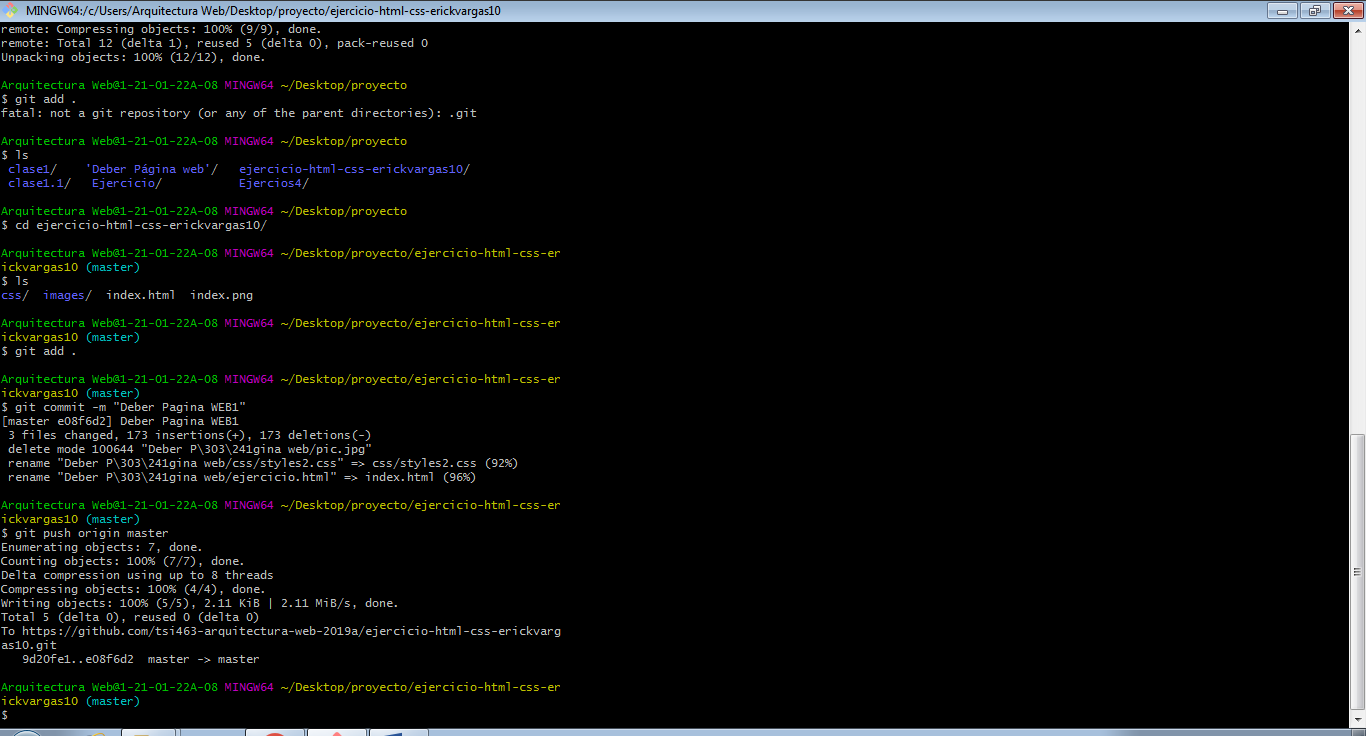 MINGW64:/c/Users/Arquitectura Web/Desktop/proyecto/ejercicio-html-css-erickvargas10
remote: Compressing objects: 100% (9/9), done.
remote: Total 12 (delta 1), reused 5 (delta 0), pack-reused 0
Unpacking objects: 100% (12/12), done.
Arquitectura Web@1-21-01-22A-08 MINGW64 ~/Desktop/proyecto
$ git add .
fatal: not a git repository (or any of the parent directories): .git
Arquitectura Web@1-21-01-22A-08 MINGW64 ~/Desktop/proyecto
$ ls
clase1/ 'Deber Página web'/ ejercicio-html-css-erickvargas10/
clase1.1/ Ejercicio/ Ejercios4/
Arquitectura Web@1-21-01-22A-08 MINGW64 ~/Desktop/proyecto
$ cd ejercicio-html-css-erickvargas10/
Arquitectura Web@1-21-01-22A-08 MINGW64 ~/Desktop/proyecto/ejercicio-html-css-er
ickvargas10 (master)
$ ls
css/ images/ index.html index.png
Arquitectura Web@1-21-01-22A-08 MINGW64 ~/Desktop/proyecto/ejercicio-html-css-er
ickvargas10 (master)
$ git add .
Arquitectura Web@1-21-01-22A-08 MINGW64 ~/Desktop/proyecto/ejercicio-html-css-er
ickvargas10 (master)
$ git commit -m "Deber Pagina WEB1"
[master e08f6d2] Deber Pagina WEB1
3 files changed, 173 insertions(+), 173 deletions(-)
delete mode 100644 "Deber P\303\241gina web/pic.jpg"
rename "Deber P\303\241gina web/css/styles2.css" => css/styles2.css (92%)
rename "Deber P\303\241gina web/ejercicio.html" => index.html (96%)
Arquitectura Web@1-21-01-22A-08 MINGW64 ~/Desktop/proyecto/ejercicio-html-css-er
ickvargas10 (master)
$ git push origin master
Enumerating objects: 7, done.
Counting objects: 100% (7/7), done.
Delta compression using up to 8 threads
Compressing objects: 100% (4/4), done.
Writing objects: 100% (5/5), 2.11 KiB | 2.11 MiB/s, done.
Total 5 (delta 0), reused 0 (delta 0)
To https://github.com/tsi463-arquitectura-web-2019a/ejercicio-html-css-erickvarg
as10.git
9d20fe1..e08f6d2 master -> master
Arquitectura Web@1-21-01-22A-08 MINGW64 ~/Desktop/proyecto/ejercicio-html-css-er
ickvargas10 (master)
$